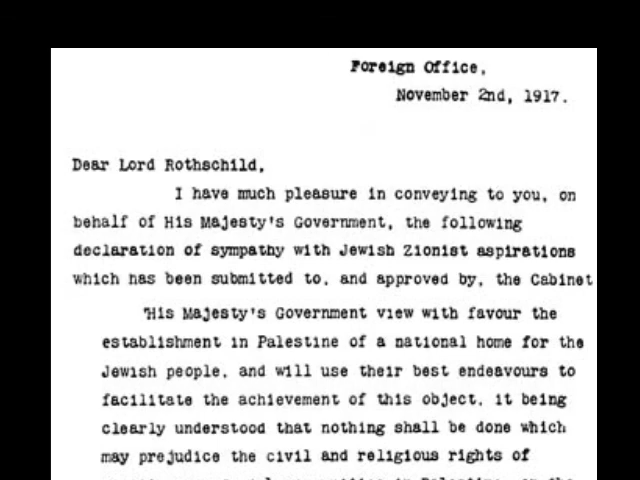 Foreign Office,
November 2nd, 1917.
Dear Lord Rothschild,
I have much pleasure in conveying to you, on
behalf of His Majesty's Government, the following
declaration of sympathy with Jewish Zionist aspirations
which has been submitted to, and approved by, the Cabinet
'His Majesty's Government view with favour the
establishment in Palestine of a national home for the
Jewish people, and will use their best endeavours to
facilitate the achievement of this object, it being
clearly understood that nothing shall be done which
may prejudice the civil and religious rights of